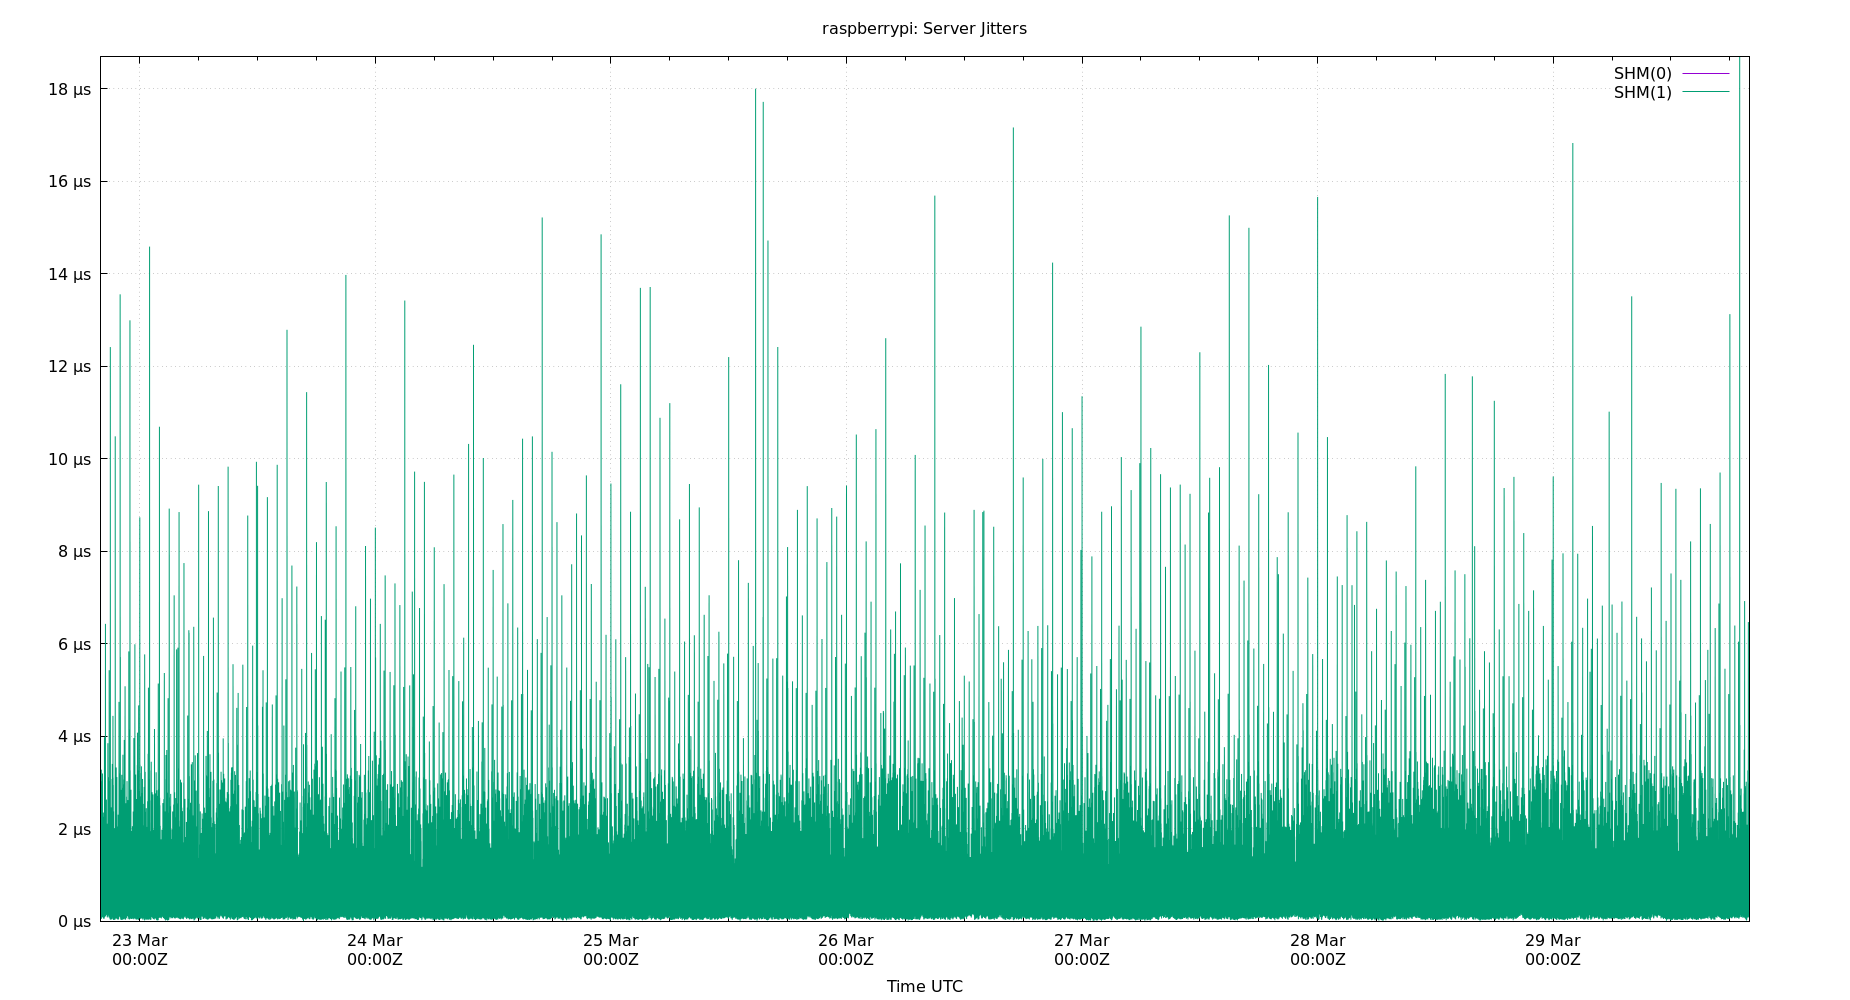 raspberrypi: Server Jitters
SHM(0)
SHM(1)
18 µs
16 µs
14 µs
12 µs
10 µs
8 µs
6 µs
4 µs
2 µs
0 µs
23 Mar 24 Mar 25 Mar 26 Mar 27 Mar 28 Mar 29 Mar
00:00Z 00:00Z 00:00Z 00:00Z 00:00Z 00:00Z 00:00Z
Time UTC